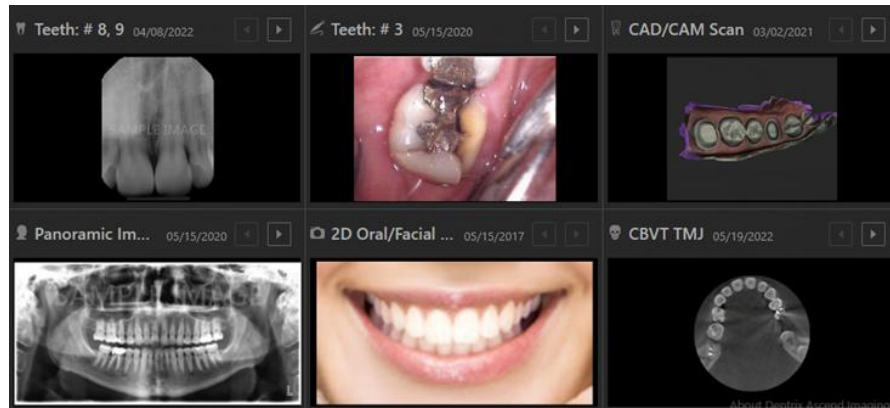 Teeth: # 8, 9 04/08/2022
Teeth: # 3 05/15/2020
CAD/CAM Scan 03/02/2021
SAMPLE IMAGE
Panoramic Im... 05/15/2020
2D Oral/Facial ... 05/15/2017
CBVT TMJ 05/19/2022
SAMPLE IMAGE
L
About Dentrix Ascend Imaging